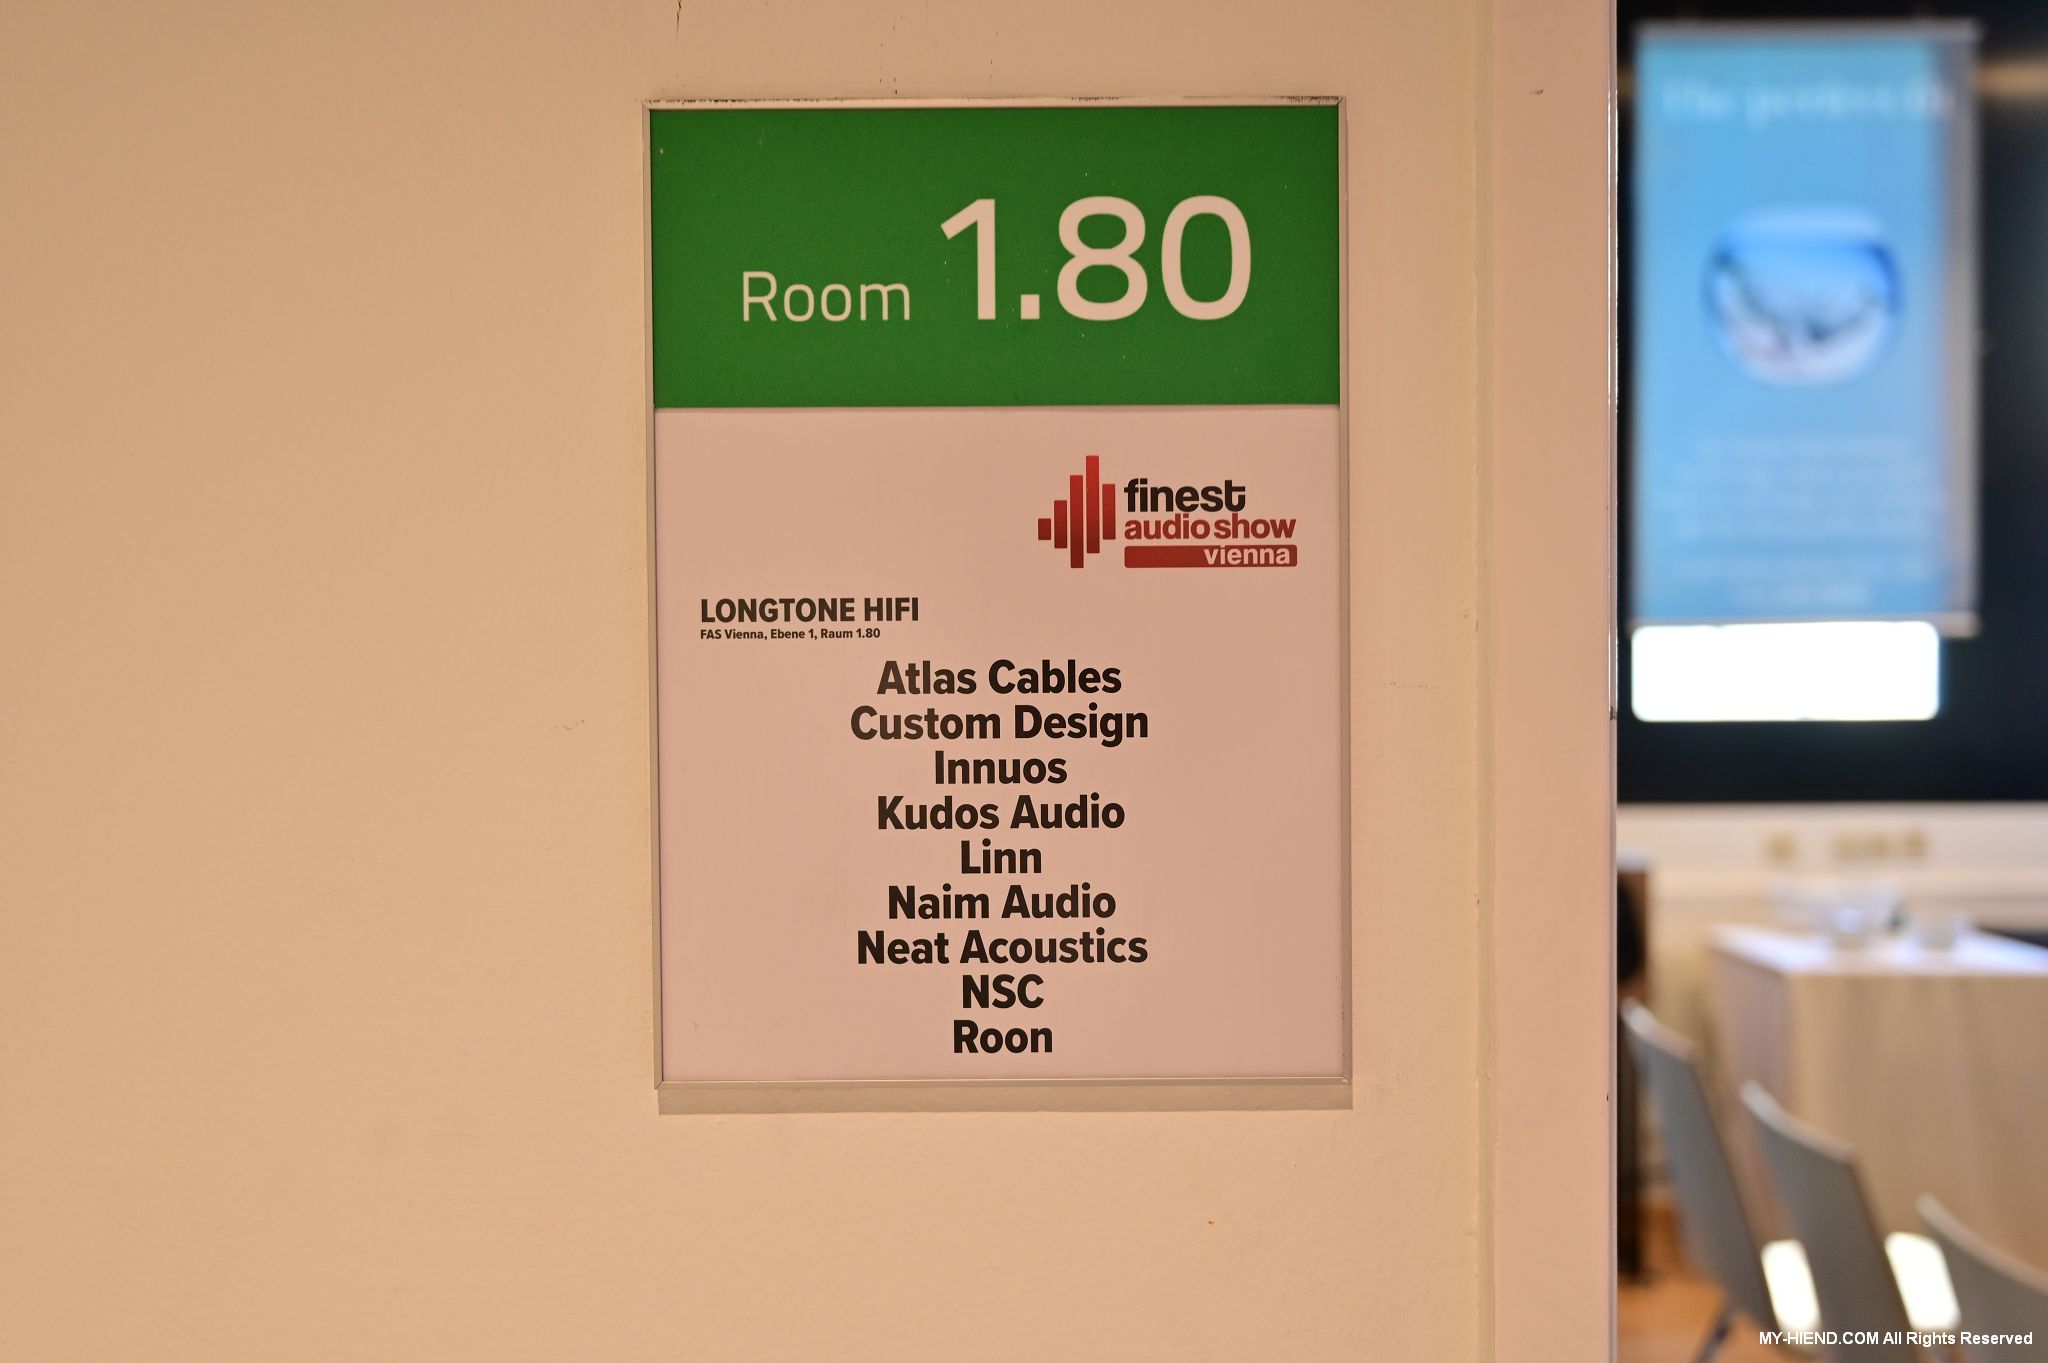 Room 1.80
finest
audio show
vienna
LONGTONE HIFI
FAS Vienna, Ebene 1, Raum 1.80
Atlas Cables
Custom Design
Innuos
Kudos Audio
Linn
Naim Audio
Neat Acoustics
NSC
Roon
MY-HIEND.COM All Rights Reserved